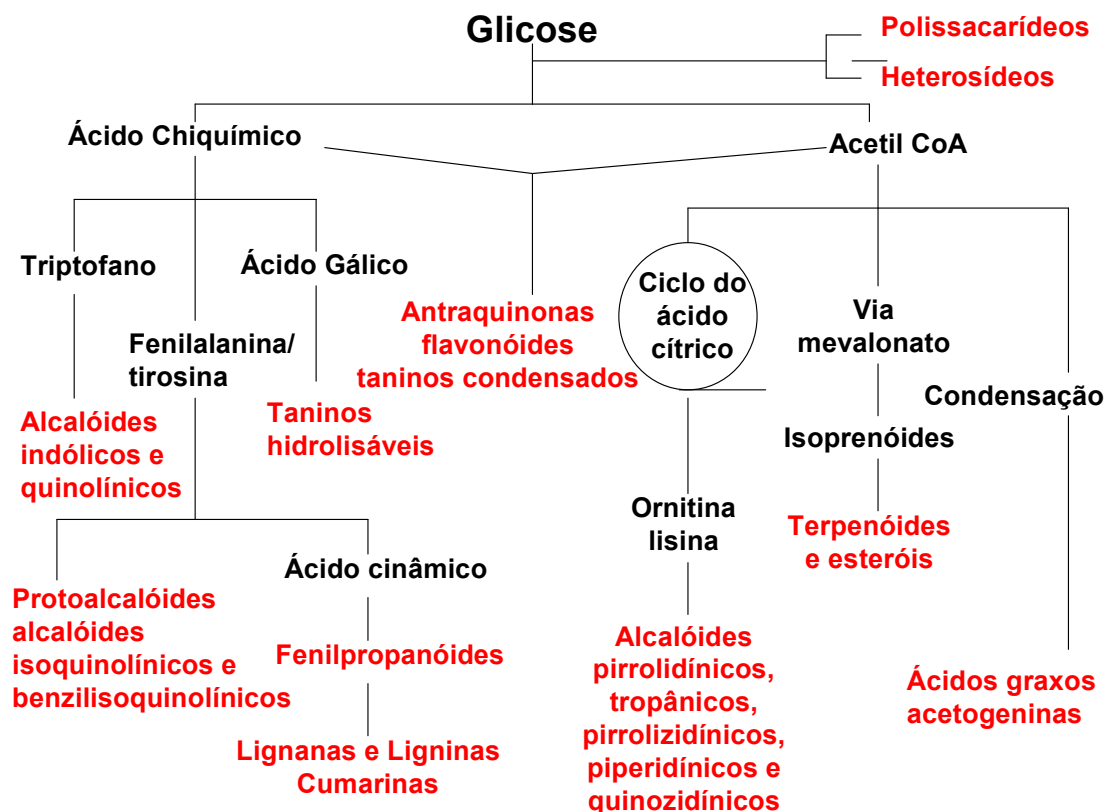 Glicose
Polissacarídeos
Heterosídeos
Ácido Chiquímico
Acetil CoA
Triptofano
Ácido Gálico
Fenilalanina/
tirosina
Antraquinonas
flavonóides
taninos condensados
Ciclo do
ácido
cítrico
Via
mevalonato
Condensação
Alcalóides
indólicos e
quinolínicos
Taninos
hidrolisáveis
Isoprenóides
Ornitina
lisina
Terpenóides
e esteróis
Ácido cinâmico
Protoalcalóides
alcalóides
isoquinolínicos e
benzilisoquinolínicos
Fenilpropanóides
Lignanas e Ligninas
Cumarinas
Alcalóides
pirrolidínicos,
tropânicos,
pirrolizidínicos,
piperidínicos e
quinozidínicos
Ácidos graxos
acetogeninas